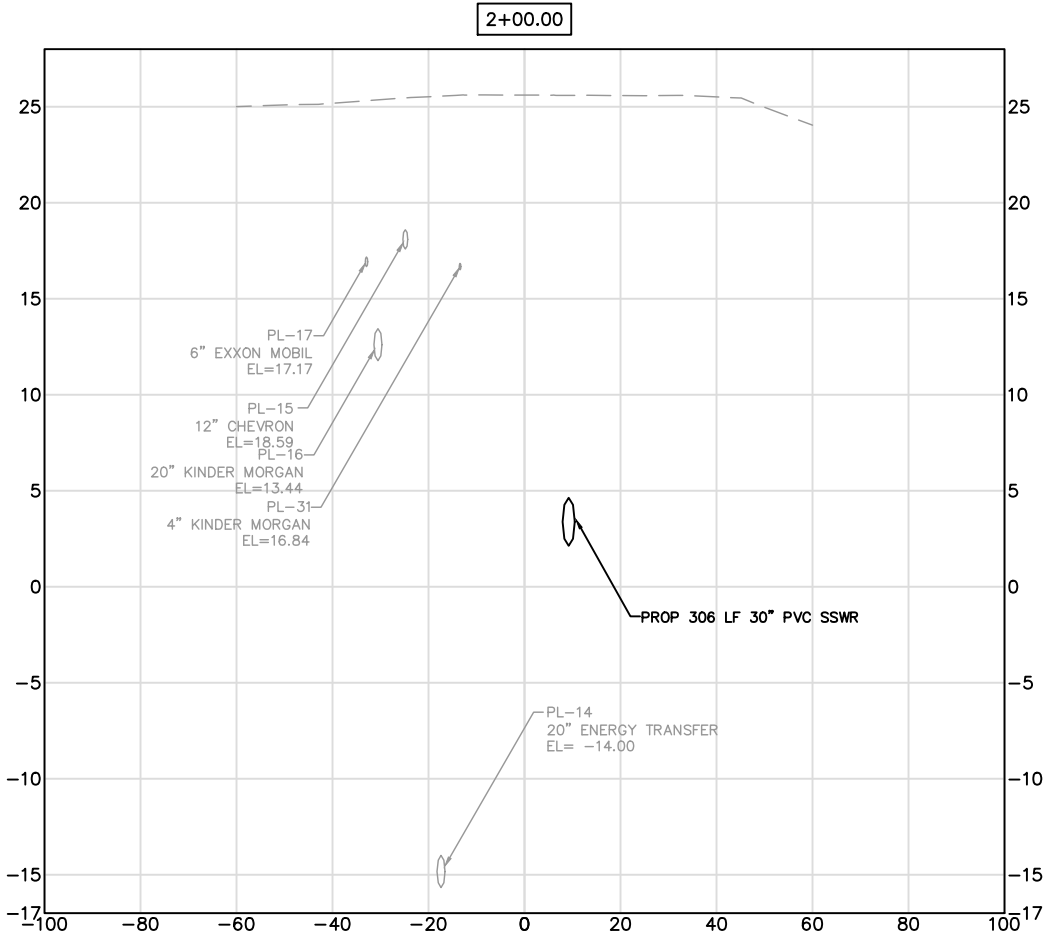 2+00.00
25 25
20 20
15 15
10 10
5 5
0 0
-5 -5
-10 -10
-15 -15
-17 -17
PL-17
6" EXXON MOBIL
EL=17.17
PL-15
12" CHEVRON
EL=18.59
PL-16
20" KINDER MORGAN
EL=13.44
PL-31
4" KINDER MORGAN
EL=16.84
PROP 306 LF 30" PVC SSWR
PL-14
20" ENERGY TRANSFER
EL= -14.00
-100 -80 -60 -40 -20 0 20 40 60 80 100